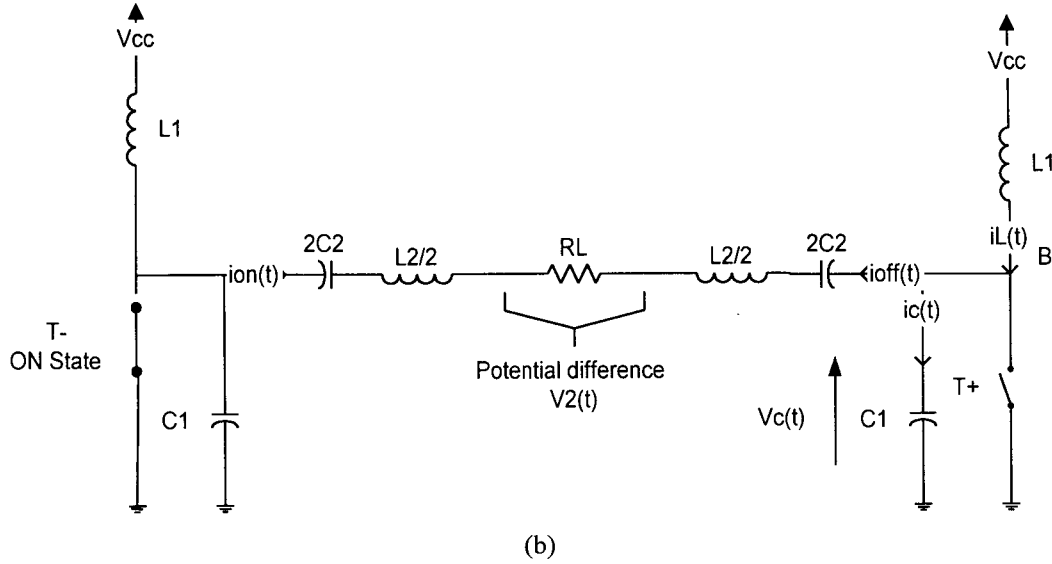 Vcc
Vcc
L1
L1
2C2
L2/2
RL
L2/2
2C2
iL(t)
B
ion(t)
ioff(t)
ic(t)
T-
ON State
Potential difference
V2(t)
C1
Vc(t)
C1
T+
(b)